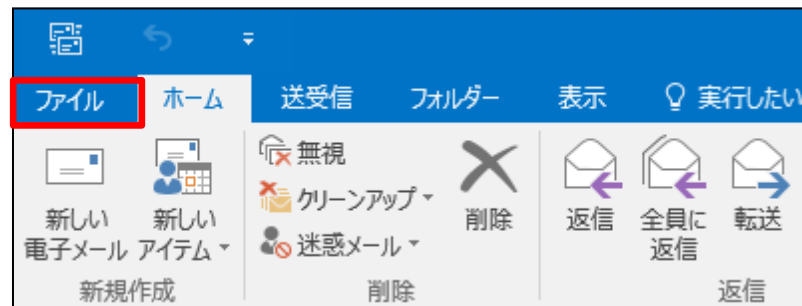 ファイル ホーム 送受信 フォルダー 表示 実行したい
新しい
電子メール
新しい
アイテム
無視
クリーンアップ
迷惑メール
削除
返信
全員に
返信
転送
新規作成 削除 返信